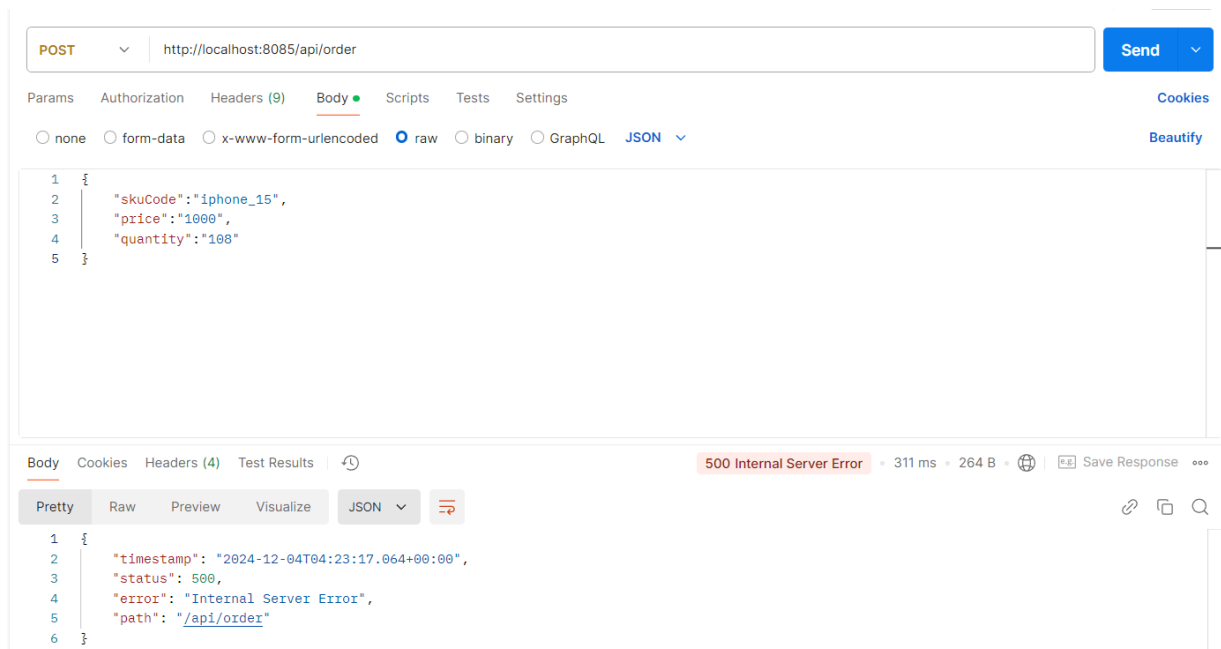 POST http://localhost:8085/api/order Send
Params Authorization Headers (9) Body Scripts Tests Settings Cookies
none form-data x-www-form-urlencoded raw binary GraphQL JSON Beautify
1 {
2 "skuCode":"iphone_15",
3 "price":"1000",
4 "quantity":"108"
5 }
Body Cookies Headers (4) Test Results 500 Internal Server Error 311 ms 264 B e.g. Save Response
Pretty Raw Preview Visualize JSON
1 {
2 "timestamp": "2024-12-04T04:23:17.064+00:00",
3 "status": 500,
4 "error": "Internal Server Error",
5 "path": "/api/order"
6 }